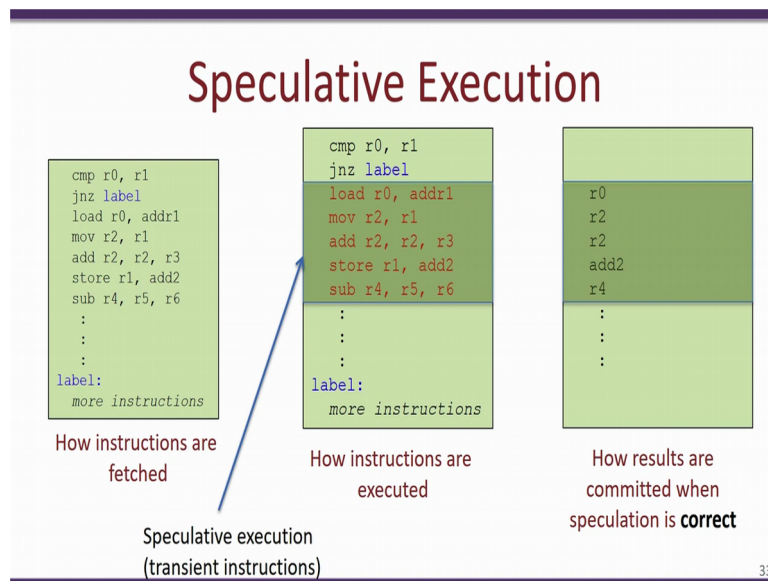 Speculative Execution
cmp r0, r1
jnz label
load r0, addr1
mov r2, r1
add r2, r2, r3
store r1, add2
sub r4, r5, r6
:
:
:
label:
more instructions
How instructions are
fetched
cmp r0, r1
jnz label
load r0, addr1
mov r2, r1
add r2, r2, r3
store r1, add2
sub r4, r5, r6
:
:
:
label:
more instructions
How instructions are
executed
r0
r2
r2
add2
r4
:
:
:
How results are
committed when
speculation is correct
Speculative execution
(transient instructions)
33